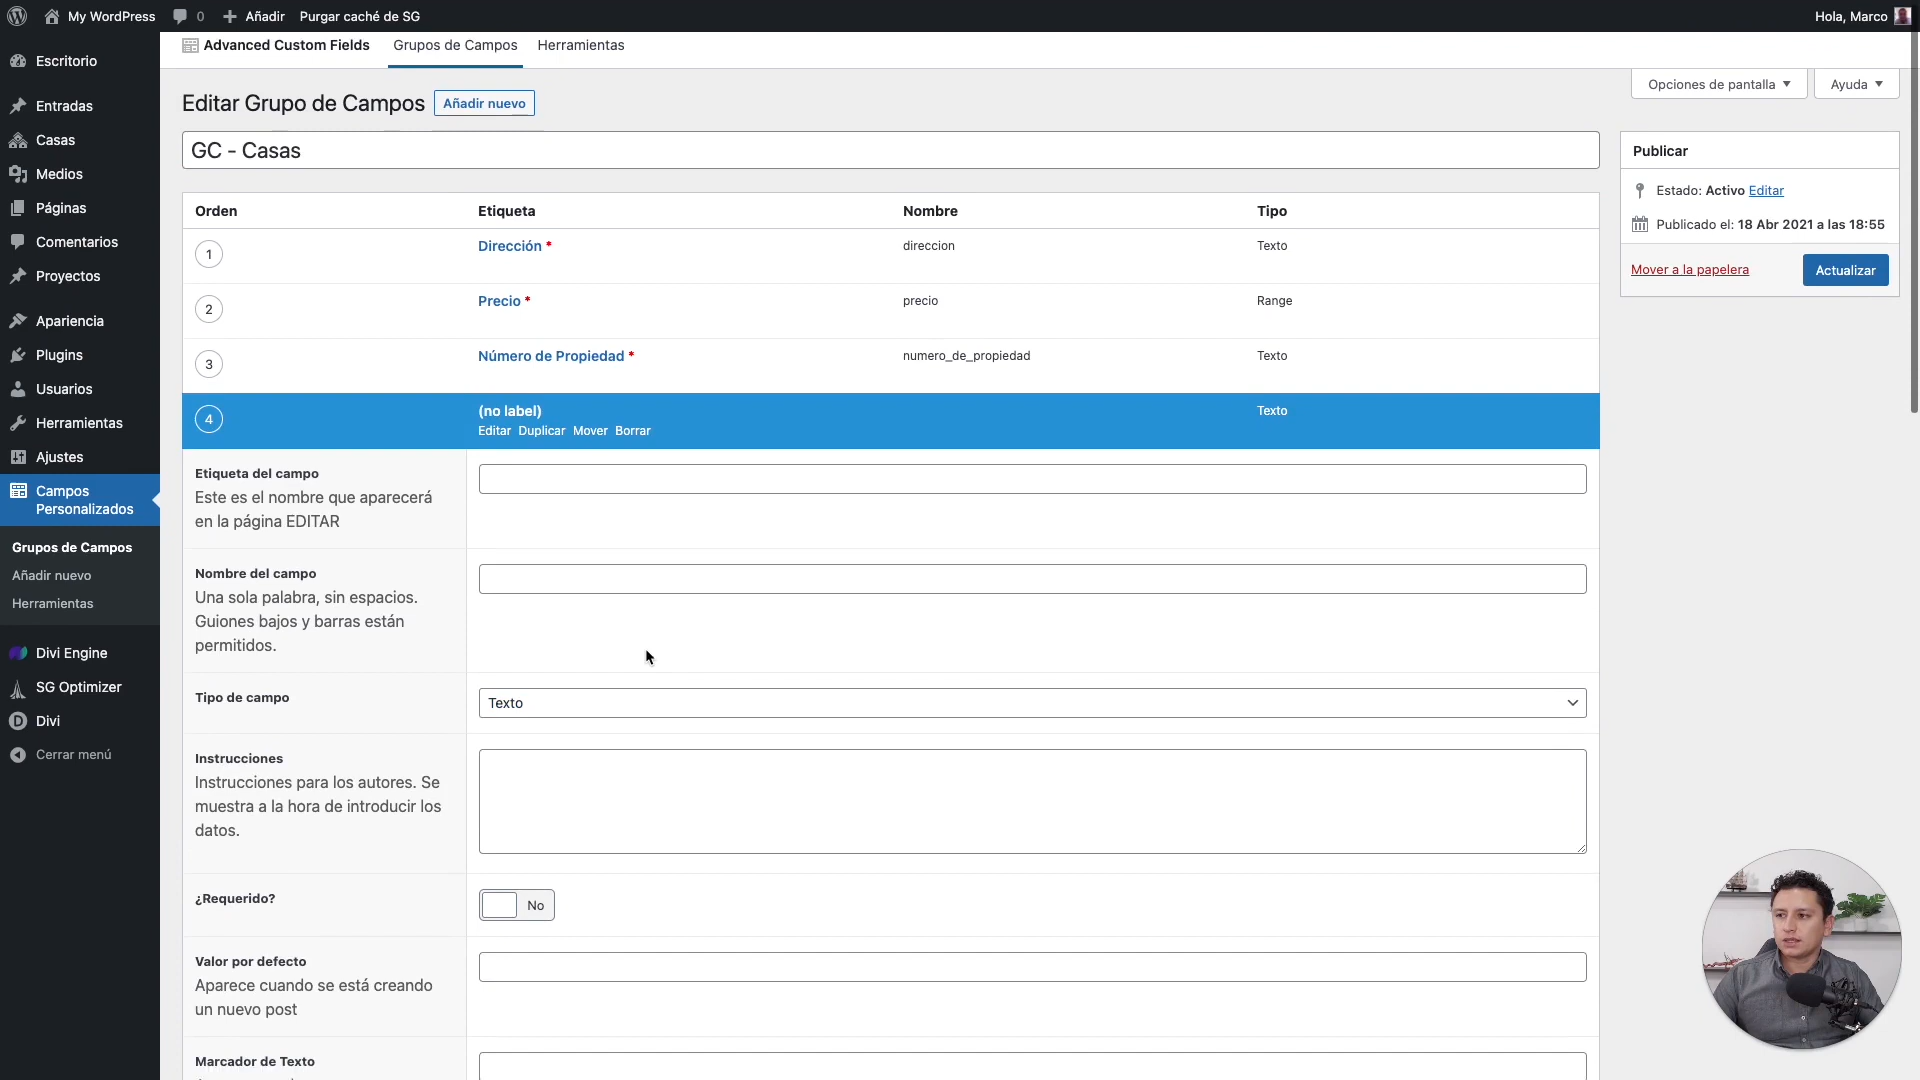 My WordPress
0
Añadir
Purgar caché de SG
Hola, Marco
Advanced Custom Fields
Grupos de Campos
Herramientas
Opciones de pantalla
Ayuda
Escritorio
Entradas
Casas
Medios
Páginas
Comentarios
Proyectos
Apariencia
Plugins
Usuarios
Herramientas
Ajustes
Campos
Personalizados
Grupos de Campos
Añadir nuevo
Herramientas
Divi Engine
SG Optimizer
Divi
Cerrar menú
Editar Grupo de Campos
Añadir nuevo
GC - Casas
Orden Etiqueta Nombre Tipo
1 Dirección * direccion Texto
2 Precio * precio Range
3 Número de Propiedad * numero_de_propiedad Texto
4 (no label) Texto
Editar Duplicar Mover Borrar
Etiqueta del campo
Este es el nombre que aparecerá
en la página EDITAR
Nombre del campo
Una sola palabra, sin espacios.
Guiones bajos y barras están
permitidos.
Tipo de campo
Texto
Instrucciones
Instrucciones para los autores. Se
muestra a la hora de introducir los
datos.
¿Requerido?
No
Valor por defecto
Aparece cuando se está creando
un nuevo post
Marcador de Texto
Publicar
Estado: Activo Editar
Publicado el: 18 Abr 2021 a las 18:55
Mover a la papelera
Actualizar